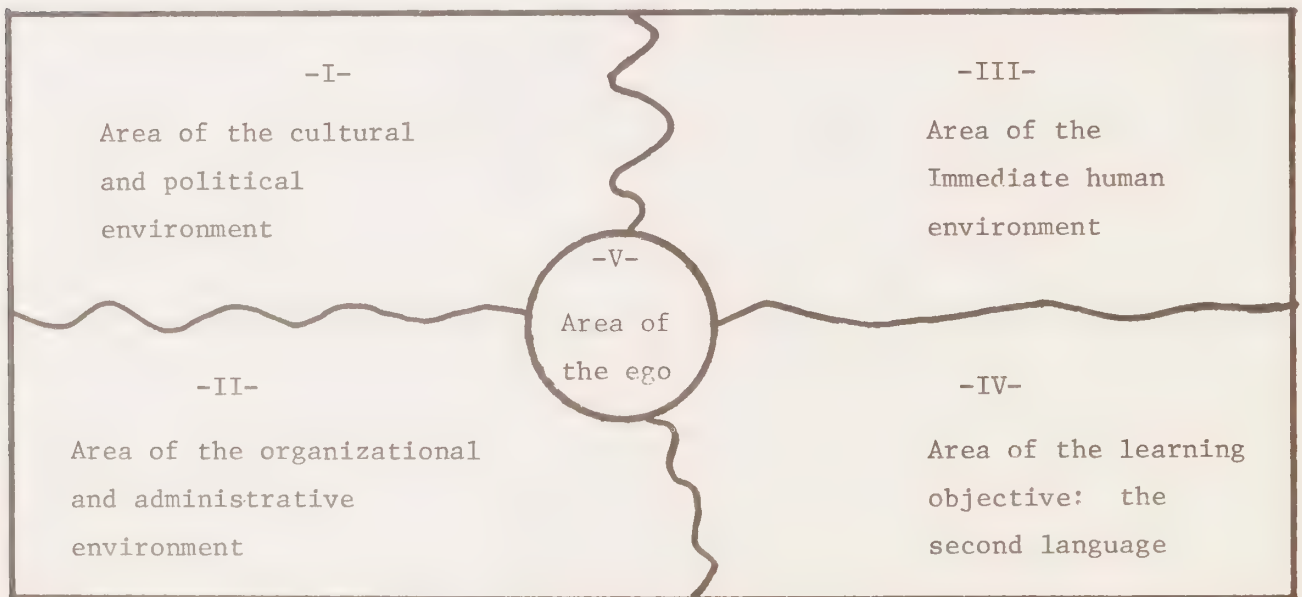 -I-
Area of the cultural
and political
environment
-II-
Area of the organizational
and administrative
environment
-III-
Area of the
Immediate human
environment
-IV-
Area of the learning
objective: the
second language
-V-
Area of
the ego